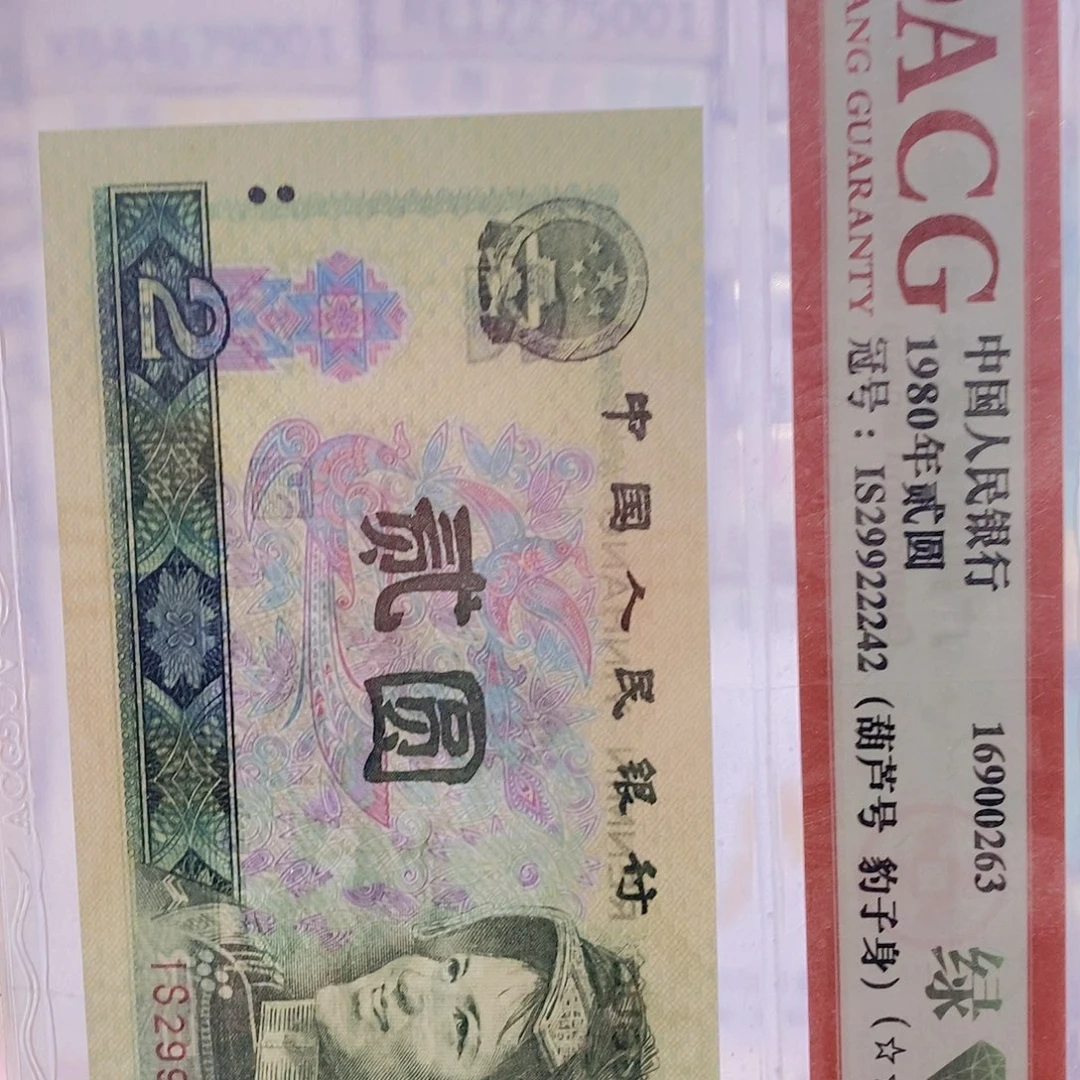 PACG
ANG GUARANTY
中国人民银行 16900263 绿
1980年贰圆
冠号：IS29922242（葫芦号 豹子身）（☆
中国人民银行
贰圆
2